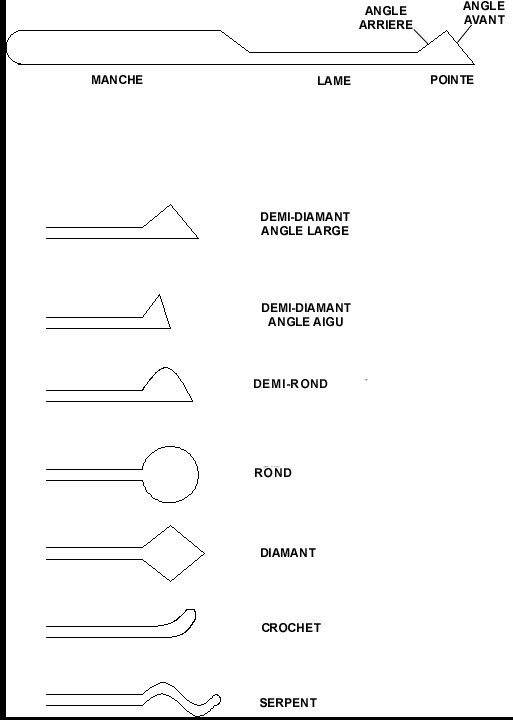 ANGLE
ARRIERE
ANGLE
AVANT
MANCHE
LAME
POINTE
DEMI-DIAMANT
ANGLE LARGE
DEMI-DIAMANT
ANGLE AIGU
DEMI-ROND
ROND
DIAMANT
CROCHET
SERPENT